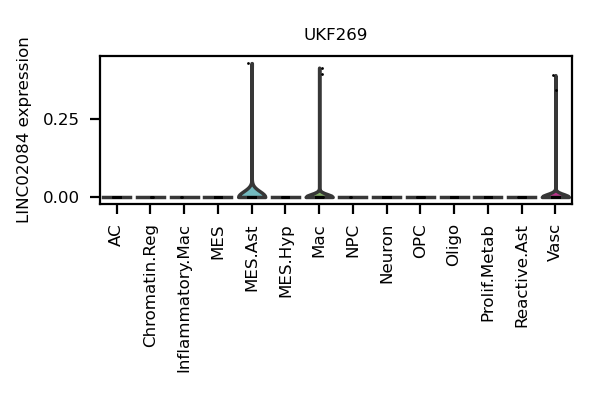 UKF269
LINC02084 expression
0.25
0.00
AC
Chromatin.Reg
Inflammatory.Mac
MES
MES.Ast
MES.Hyp
Mac
NPC
Neuron
OPC
Oligo
Prolif.Metab
Reactive.Ast
Vasc